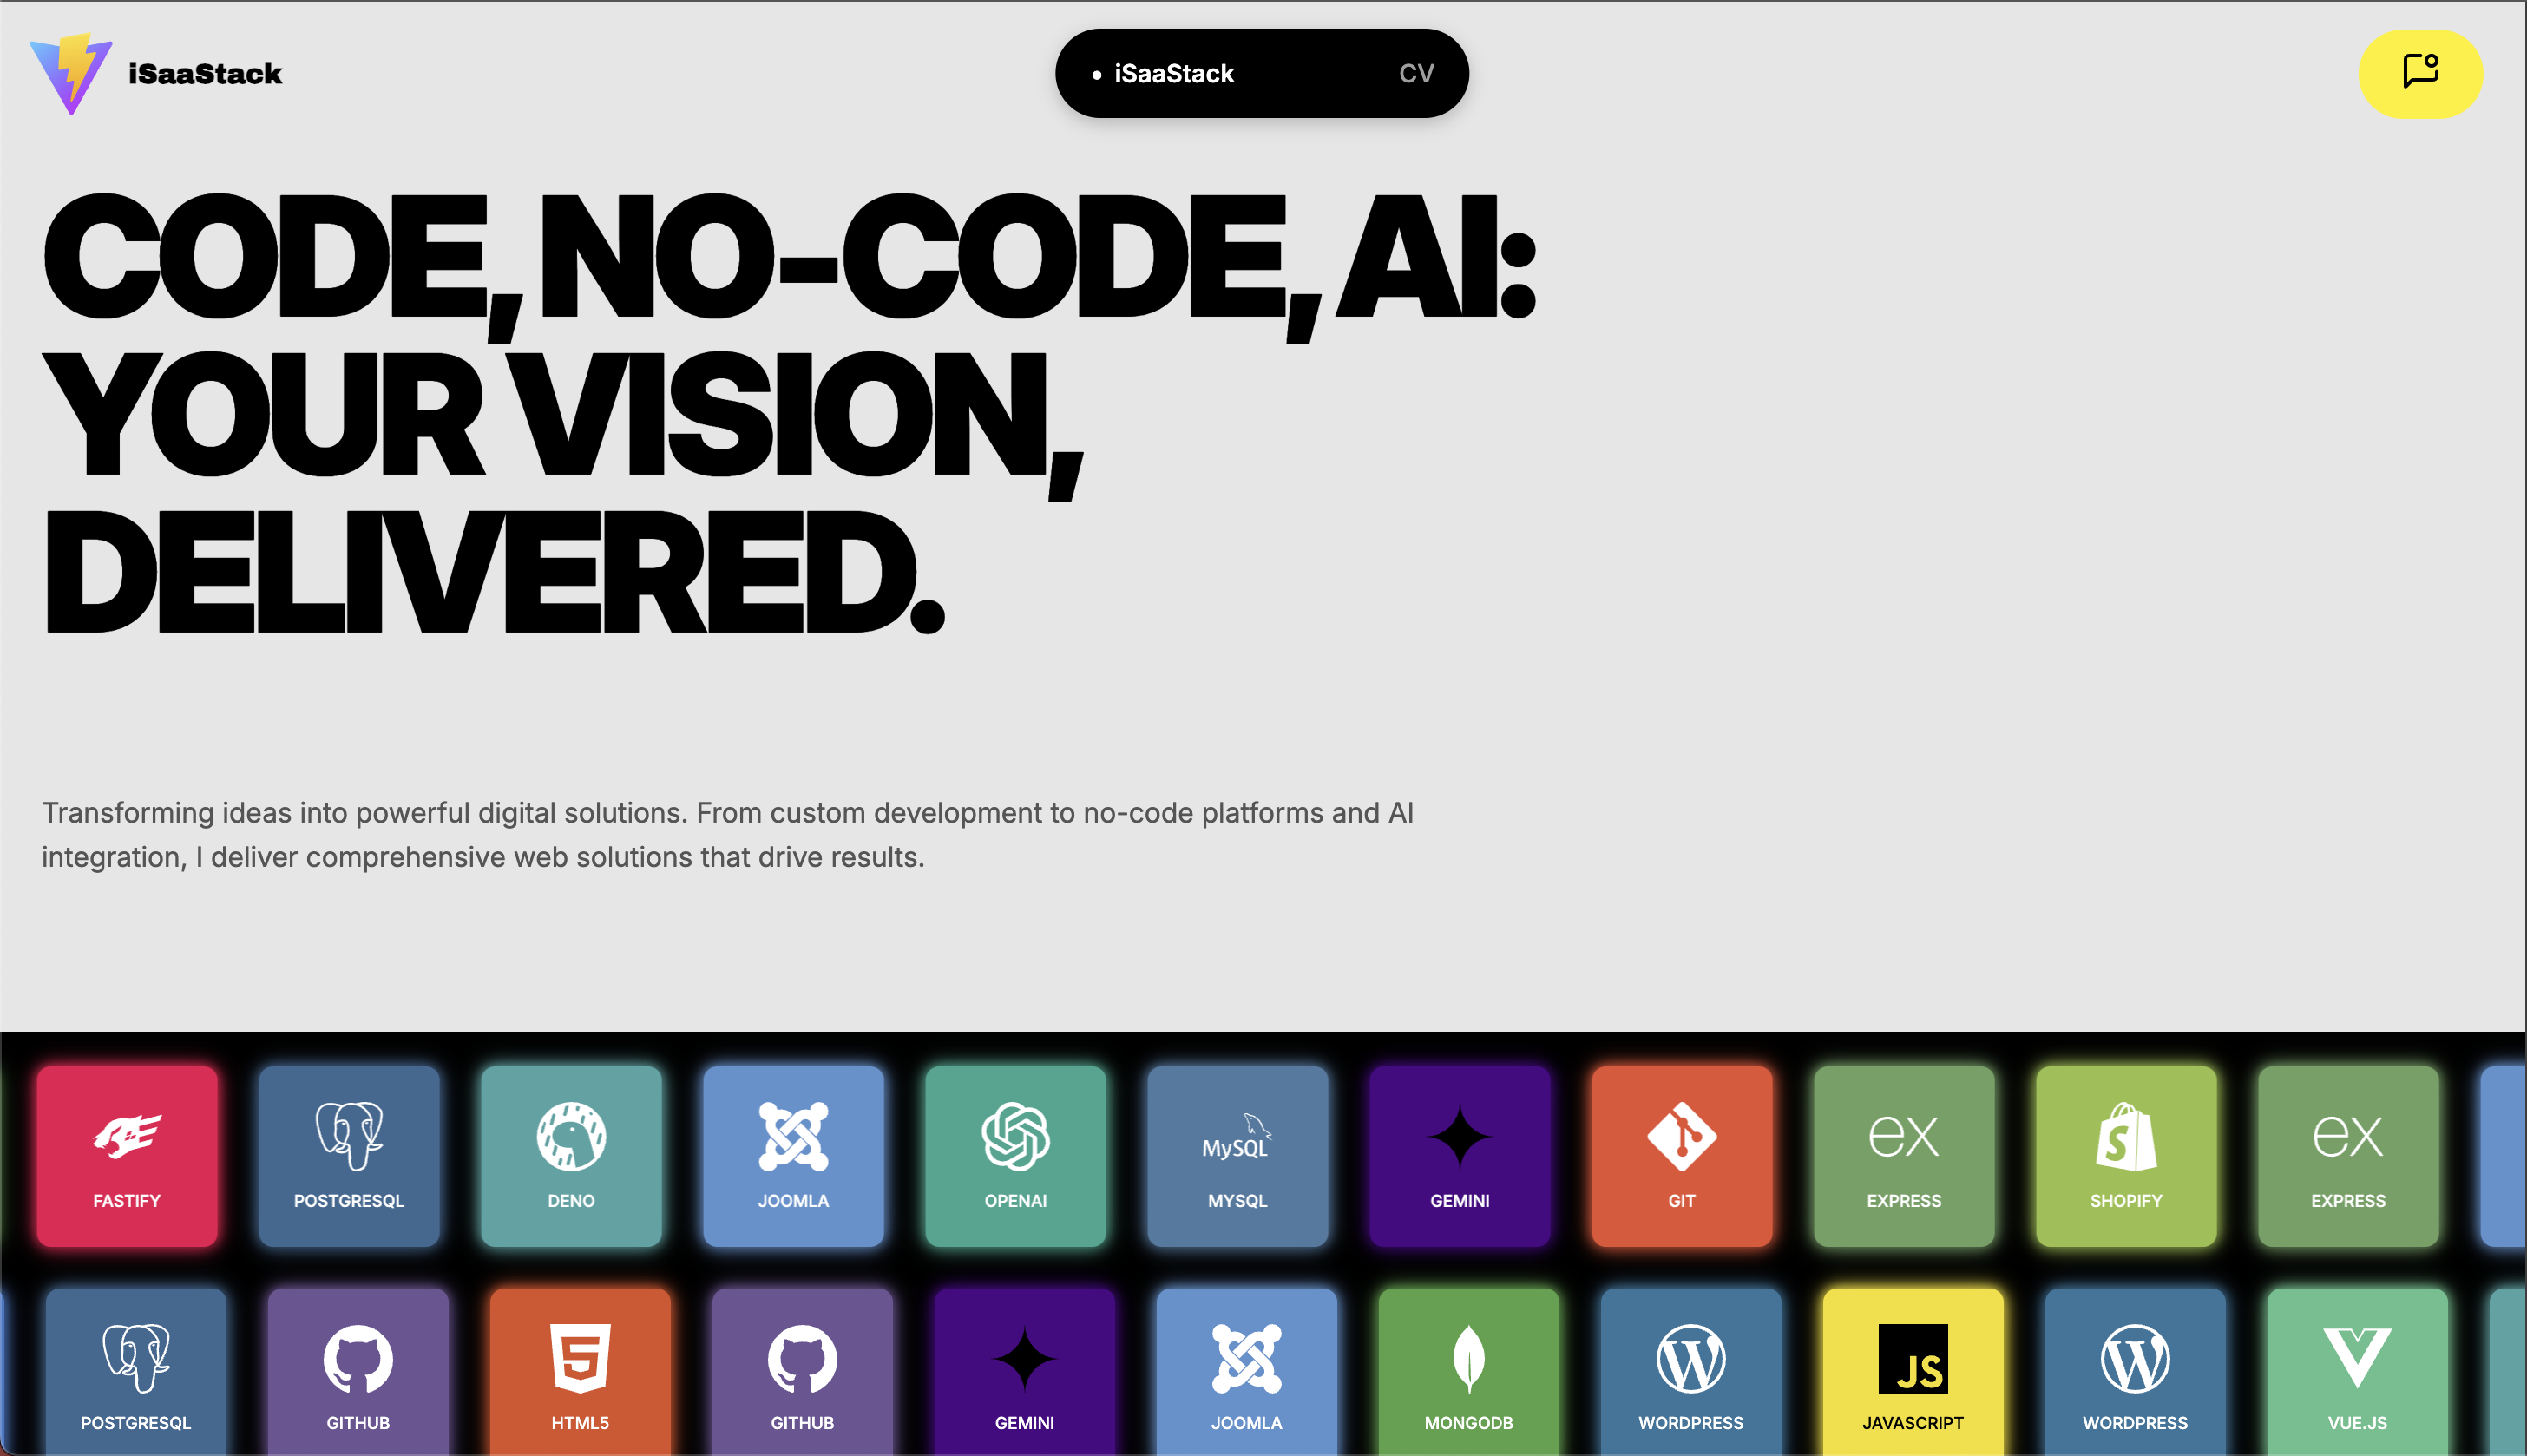 iSaaStack
iSaaStack
CV
CODE, NO-CODE, AI:
YOUR VISION,
DELIVERED.
Transforming ideas into powerful digital solutions. From custom development to no-code platforms and AI
integration, I deliver comprehensive web solutions that drive results.
FASTIFY
POSTGRESQL
DENO
JOOMLA
OPENAI
MySQL
MYSQL
GEMINI
GIT
ex
EXPRESS
S
SHOPIFY
ex
EXPRESS
POSTGRESQL
GITHUB
5
HTML5
GITHUB
GEMINI
JOOMLA
MONGODB
W
WORDPRESS
JS
JAVASCRIPT
W
WORDPRESS
VUE.JS